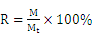 R = M/Mₜ × 100%